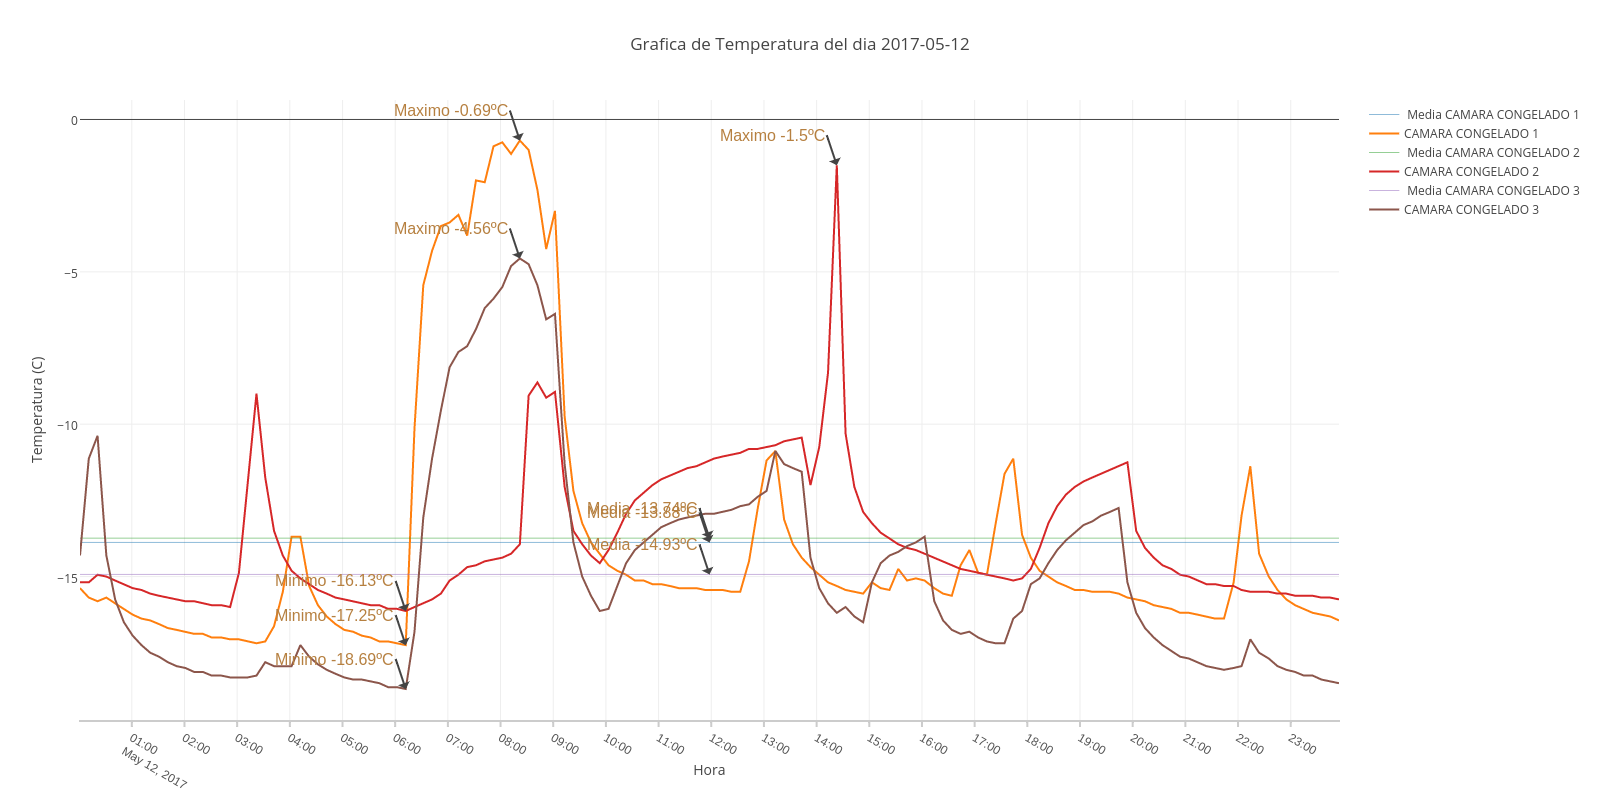 Grafica de Temperatura del dia 2017-05-12
Maximo -0.69ºC
Maximo -1.5ºC
Maximo -4.56ºC
Media -13.74ºC
Media -13.88ºC
Media -14.93ºC
Minimo -16.13ºC
Minimo -17.25ºC
Minimo -18.69ºC
Media CAMARA CONGELADO 1
CAMARA CONGELADO 1
Media CAMARA CONGELADO 2
CAMARA CONGELADO 2
Media CAMARA CONGELADO 3
CAMARA CONGELADO 3
Temperatura (C)
0
−5
−10
−15
01:00
May 12, 2017
02:00
03:00
04:00
05:00
06:00
07:00
08:00
09:00
10:00
11:00
12:00
13:00
14:00
15:00
16:00
17:00
18:00
19:00
20:00
21:00
22:00
23:00
Hora